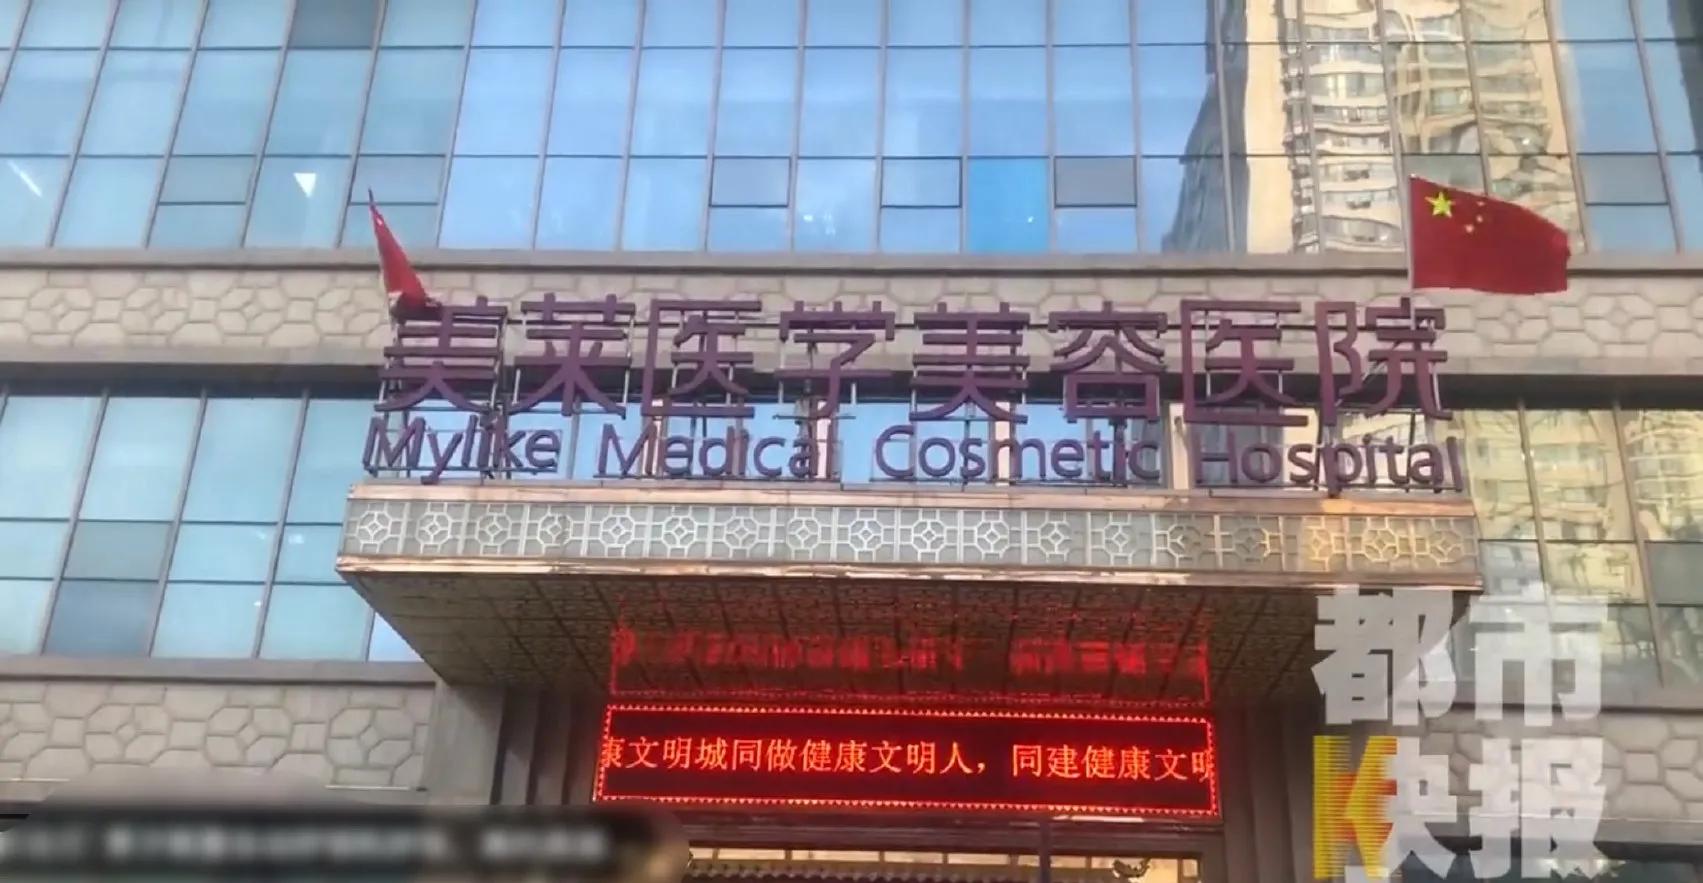 美莱医学美容医院
Mylike Medical Cosmetic Hospital
康文明城同做健康文明人，同建健康文明
都市
快报